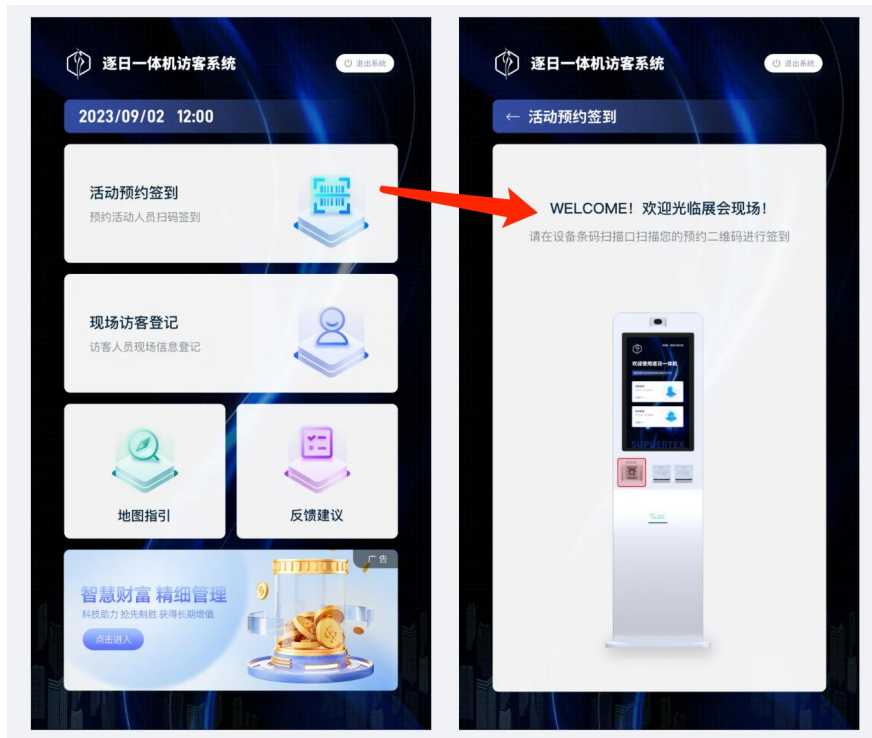 逐日一体机访客系统
退出系统
2023/09/02 12:00
活动预约签到
预约活动人员扫码签到
现场访客登记
访客人员现场信息登记
地图指引
反馈建议
广告
智慧财富 精细管理
科技助力 抢先制胜 获得长期增值
点击进入
逐日一体机访客系统
退出系统
← 活动预约签到
WELCOME！欢迎光临展会现场！
请在设备条码扫描口扫描您的预约二维码进行签到
欢迎使用逐日一体机
SUPUERTEX